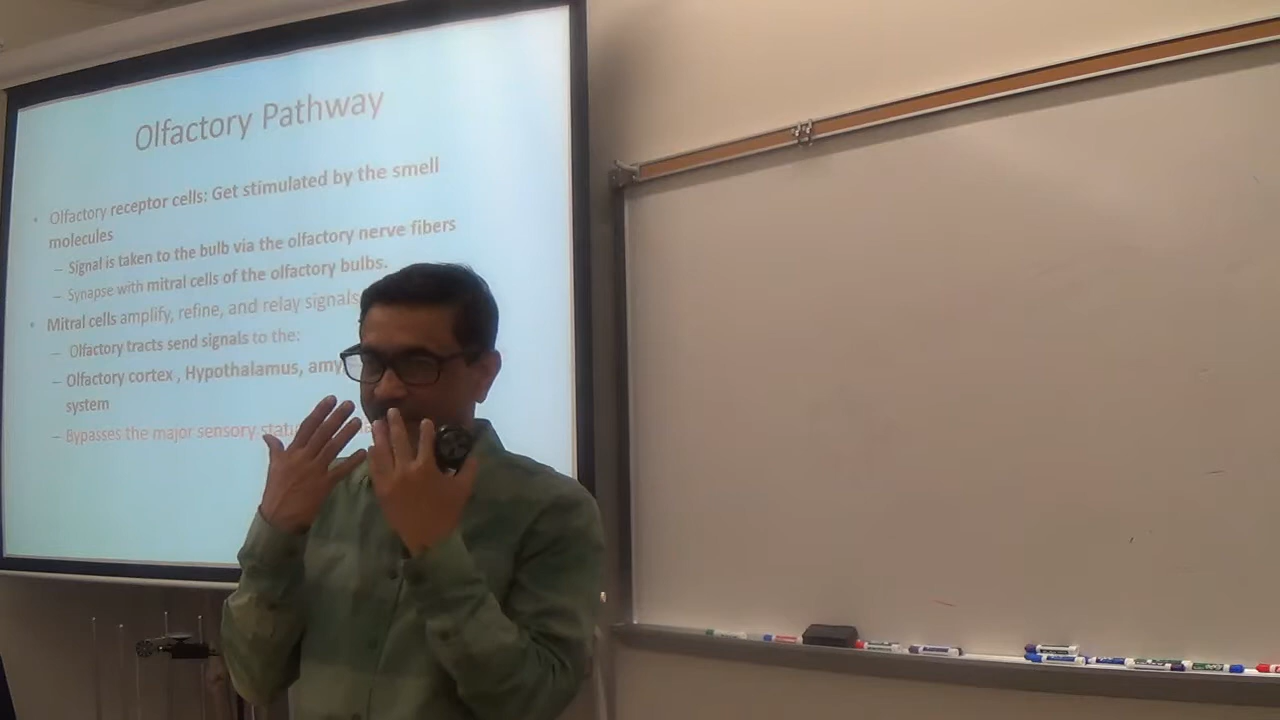 Olfactory Pathway
• Olfactory receptor cells: Get stimulated by the smell
molecules
– Signal is taken to the bulb via the olfactory nerve fibers
– Synapse with mitral cells of the olfactory bulbs.
• Mitral cells amplify, refine, and relay signals
– Olfactory tracts send signals to the:
– Olfactory cortex , Hypothalamus, amy
system
– Bypasses the major sensory